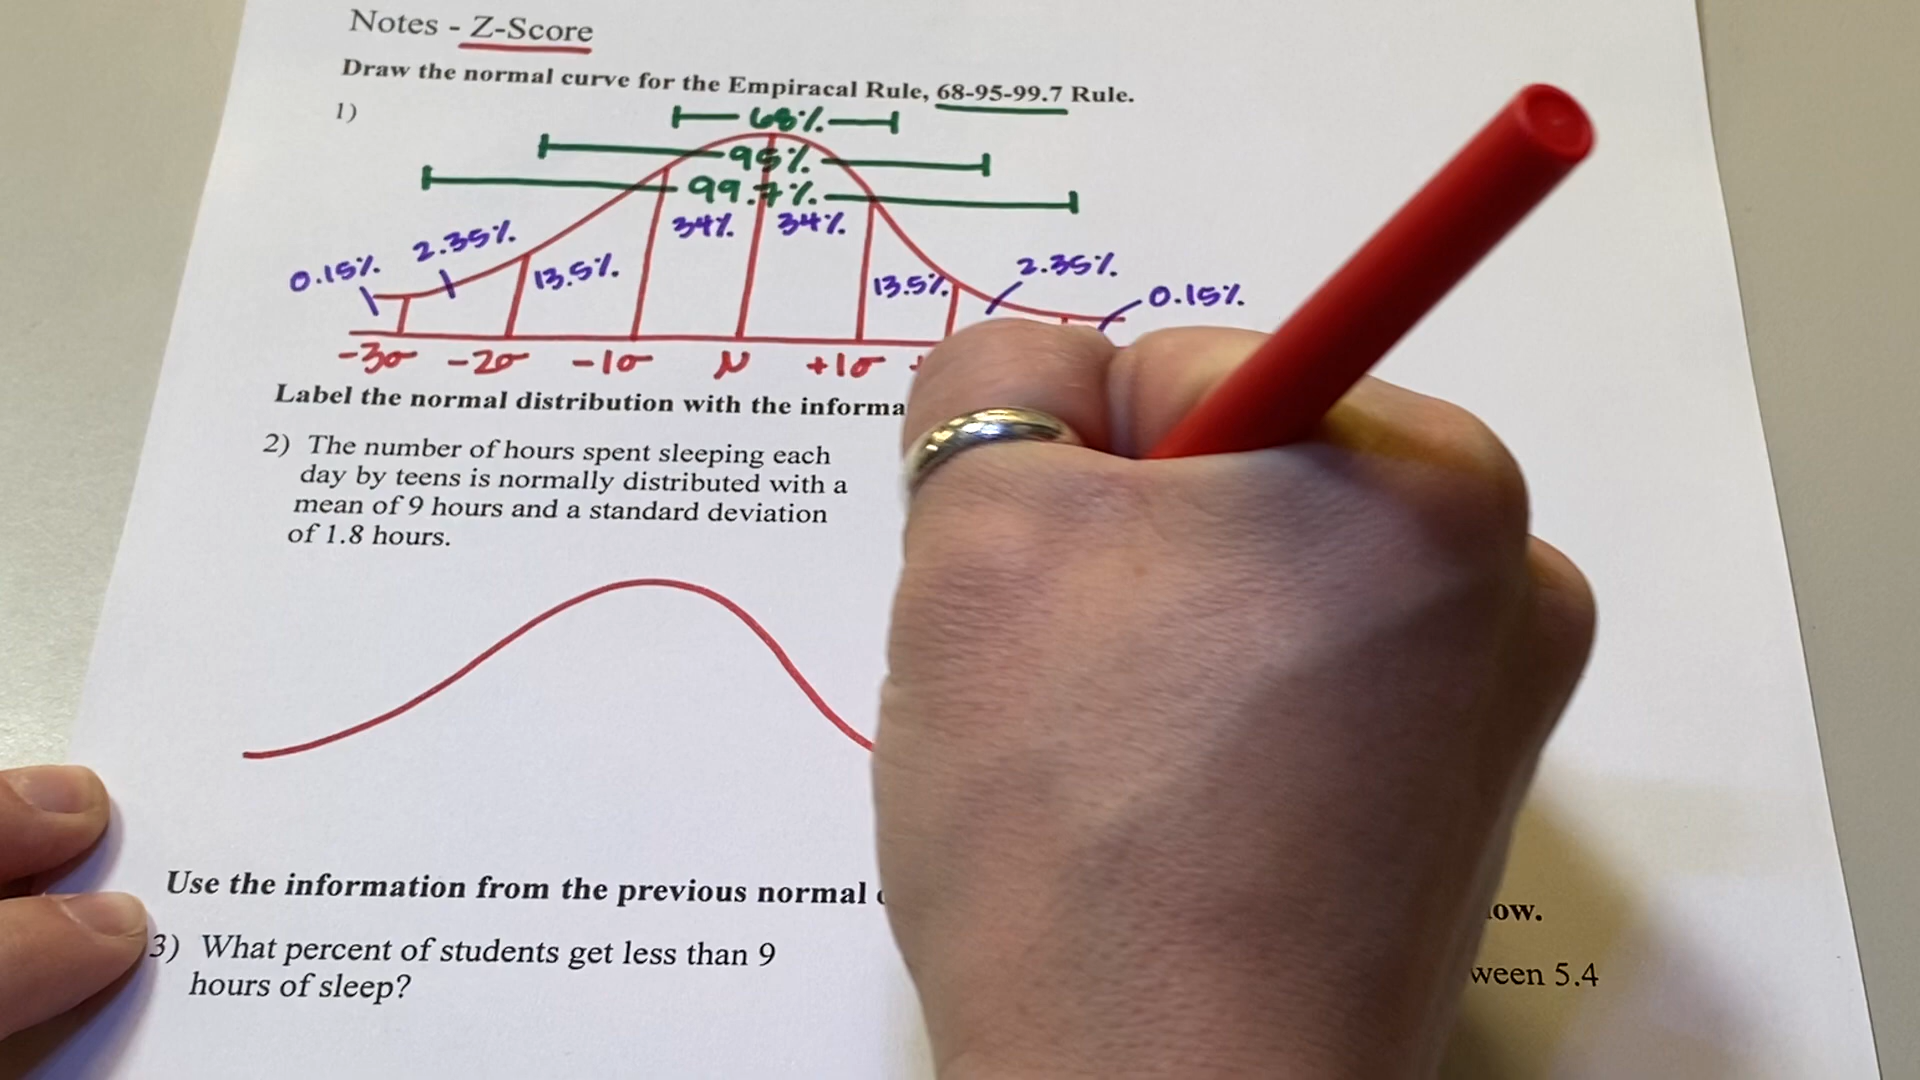 Notes - Z-Score
Draw the normal curve for the Empiracal Rule, 68-95-99.7 Rule.
1)
68%
95%
99.7%
34% 34%
0.15% 2.35% 13.5% 13.5% 2.35% 0.15%
-3σ -2σ -1σ μ +1σ +
Label the normal distribution with the
2) The number of hours spent sleeping each
day by teens is normally distributed with a
mean of 9 hours and a standard deviation
of 1.8 hours.
Use the information from the previous normal
3) What percent of students get less than 9
hours of sleep?
5.4